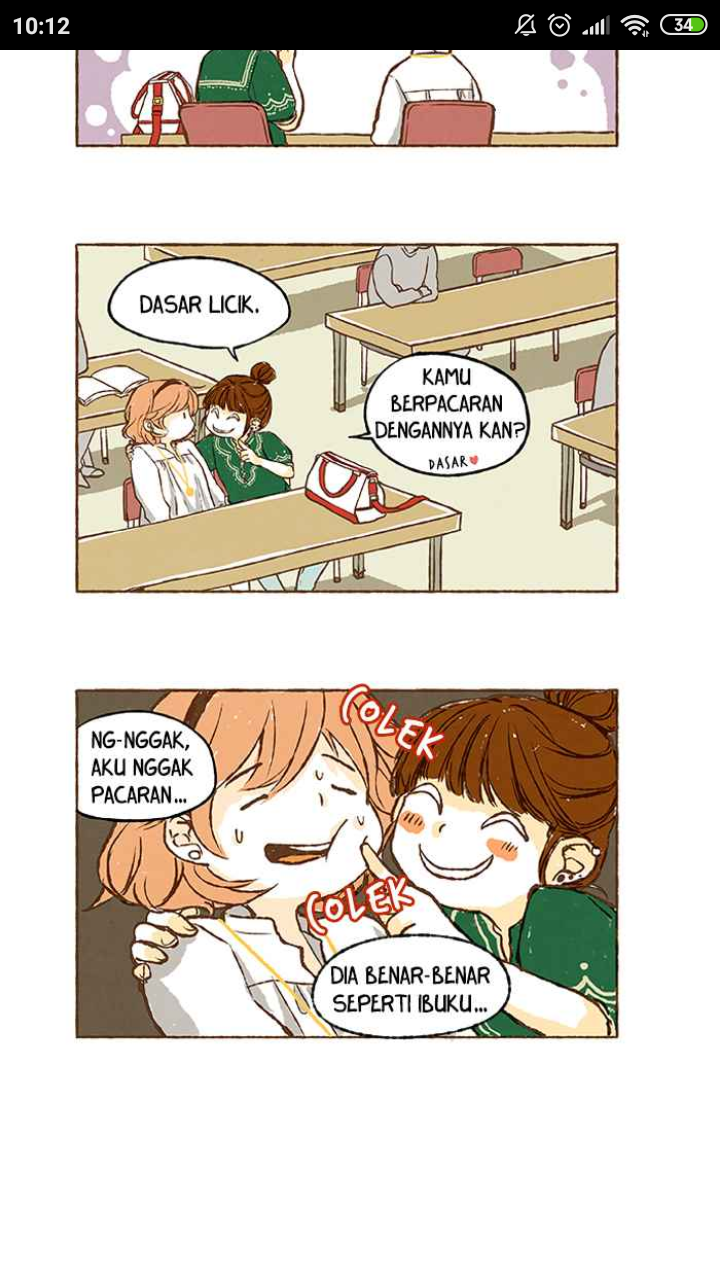 10:12
34
DASAR LICIK.
KAMU
BERPACARAN
DENGANNYA KAN?
DASAR
COLEK
NG-NGGAK,
AKU NGGAK
PACARAN...
COLEK
DIA BENAR-BENAR
SEPERTI IBUKU...